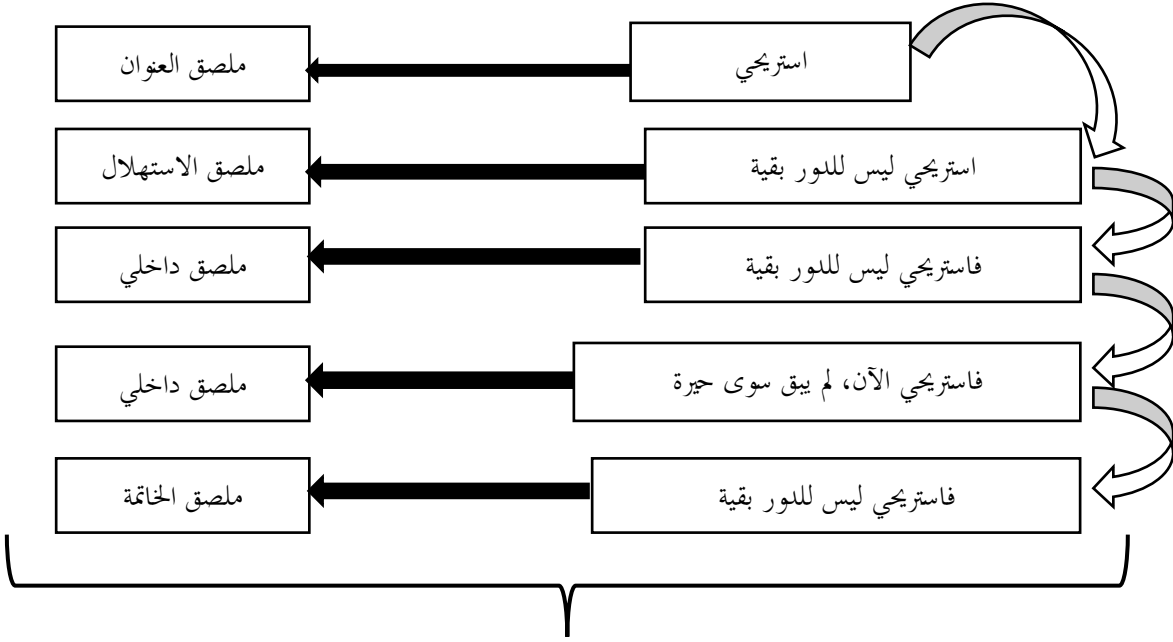 استريحي
ملصق العنوان
استريحي ليس للدور بقية
ملصق الاستهلال
فاستريحي ليس للدور بقية
ملصق داخلي
فاستريحي الآن، لم يبق سوى حيرة
ملصق داخلي
فاستريحي ليس للدور بقية
ملصق الخاتمة